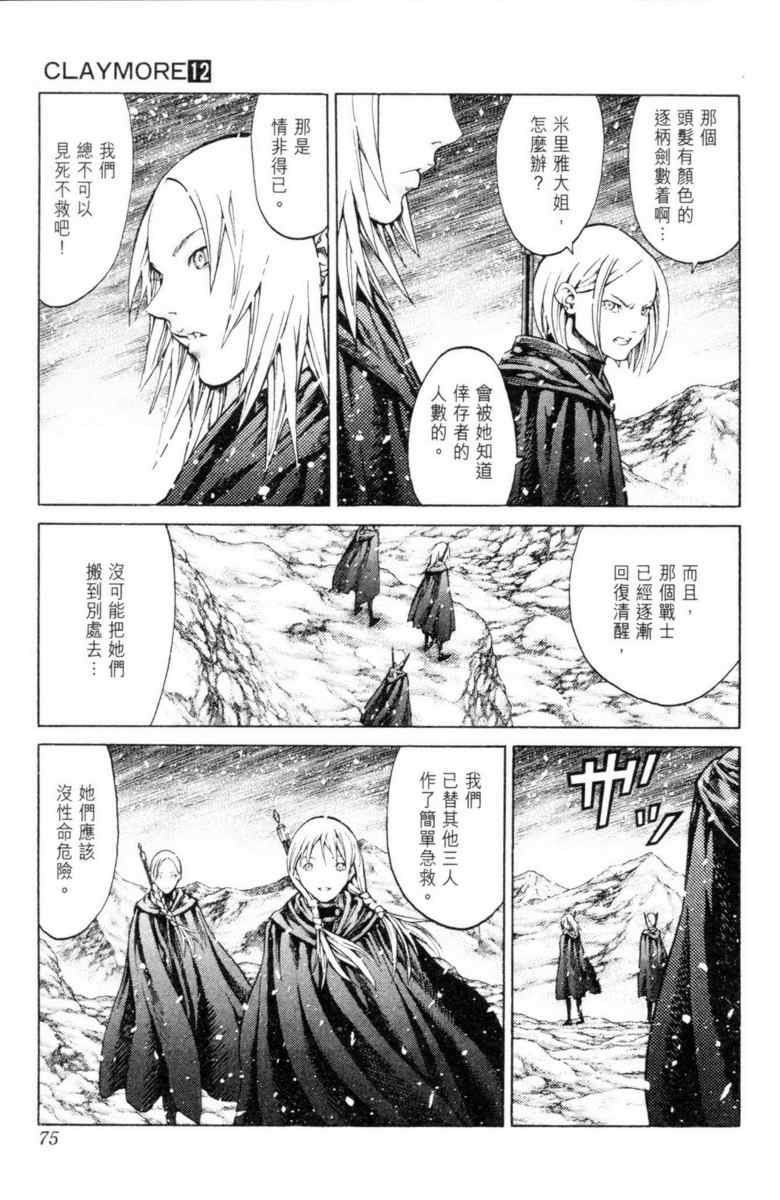 CLAYMORE 12
那個
頭髮有顏色的
逐柄劍數着啊…
米里雅大姐，
怎麼辦？
會被她知道
倖存者的
人數的。
那是
情非得已。
我們
總不可以
見死不救吧！
而且，
那個戰士
已經逐漸
回復清醒，
沒可能把她們
搬到別處去…
ザッ
我們
已替其他三人
作了簡單急救。
她們應該
沒性命危險。
75